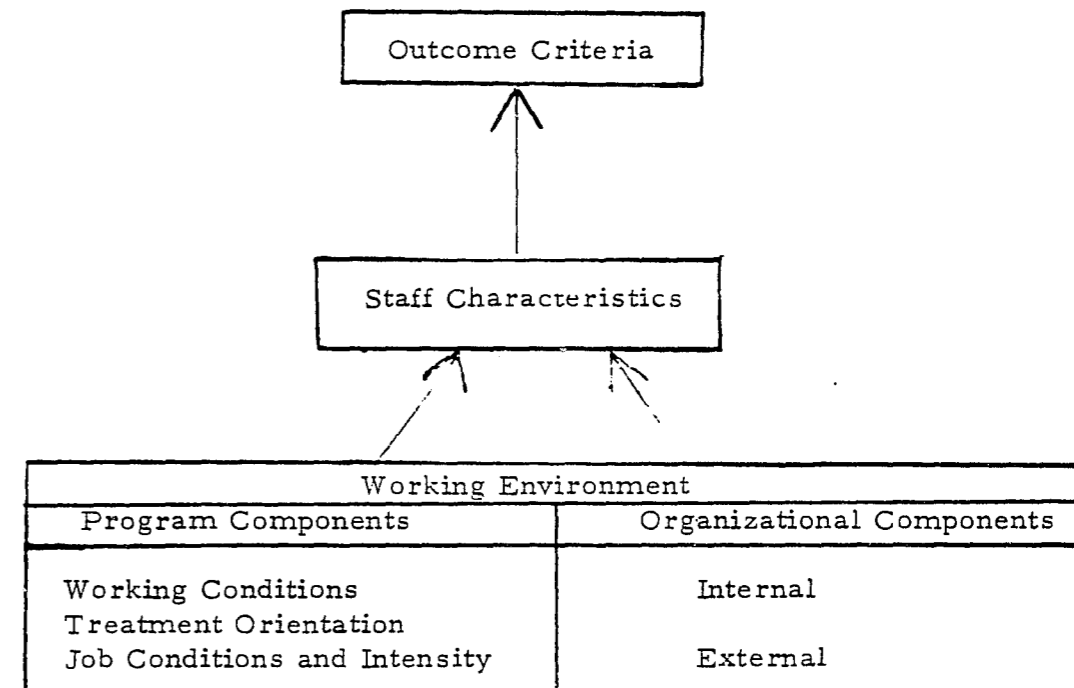 Outcome Criteria
Staff Characteristics
Working Environment
Program Components Organizational Components
Working Conditions Internal
Treatment Orientation
Job Conditions and Intensity External